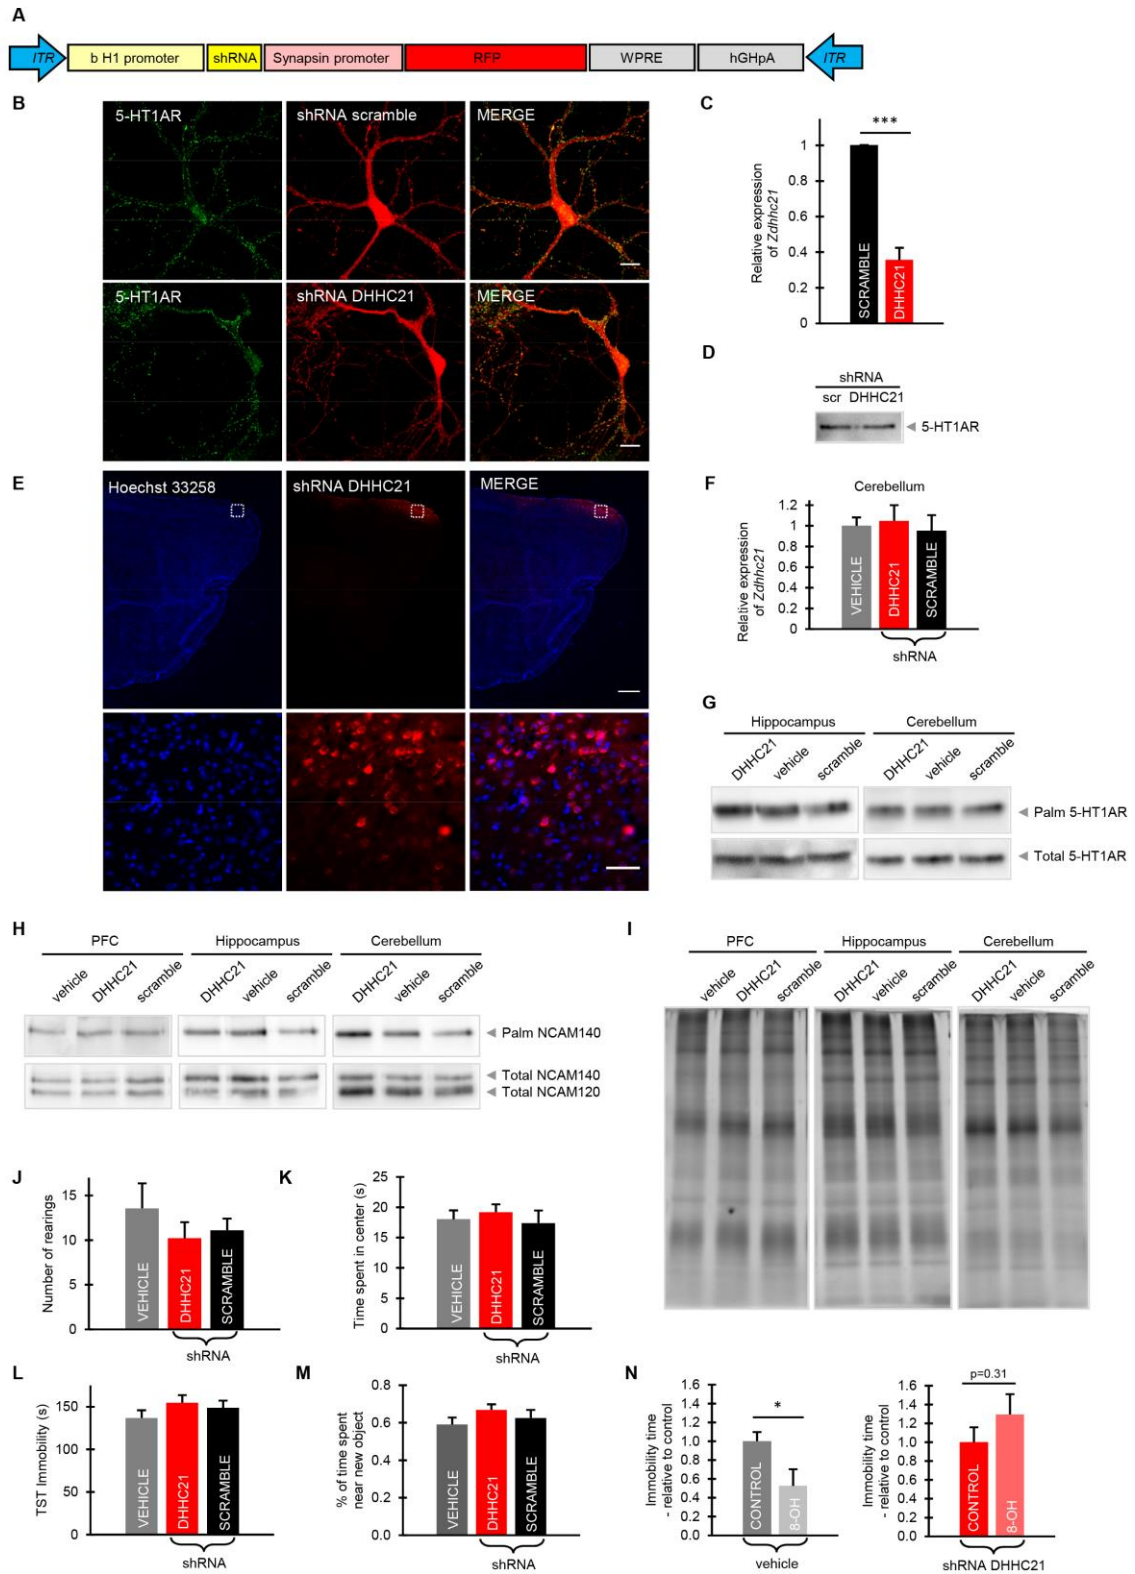 A
ITR b H1 promoter shRNA Synapsin promoter RFP WPRE hGHpA ITR
B
5-HT1AR shRNA scramble MERGE
5-HT1AR shRNA DHHC21 MERGE
C
***
Relative expression
of Zdhhc21
1
0.8
0.6
0.4
0.2
0
SCRAMBLE
DHHC21
D
shRNA
scr DHHC21
5-HT1AR
E
Hoechst 33258 shRNA DHHC21 MERGE
F
Cerebellum
Relative expression
of Zdhhc21
1.2
1
0.8
0.6
0.4
0.2
0
VEHICLE
DHHC21
SCRAMBLE
shRNA
G
Hippocampus Cerebellum
DHHC21 vehicle scramble DHHC21 vehicle scramble
Palm 5-HT1AR
Total 5-HT1AR
H
PFC Hippocampus Cerebellum
vehicle DHHC21 scramble DHHC21 vehicle scramble DHHC21 vehicle scramble
Palm NCAM140
Total NCAM140
Total NCAM120
I
PFC Hippocampus Cerebellum
vehicle DHHC21 scramble DHHC21 vehicle scramble DHHC21 vehicle scramble
J
Number of rearings
15
10
5
0
VEHICLE
DHHC21
SCRAMBLE
shRNA
K
Time spent in center (s)
25
20
15
10
5
0
VEHICLE
DHHC21
SCRAMBLE
shRNA
L
TST Immobility (s)
150
100
50
0
VEHICLE
DHHC21
SCRAMBLE
shRNA
M
% of time spent
near new object
0.8
0.6
0.4
0.2
0.0
VEHICLE
DHHC21
SCRAMBLE
shRNA
N
Immobility time
- relative to control
1.6
1.4
1.2
1.0
0.8
0.6
0.4
0.2
0.0
*
CONTROL
8-OH
vehicle
Immobility time
- relative to control
p=0.31
1.6
1.4
1.2
1.0
0.8
0.6
0.4
0.2
0.0
CONTROL
8-OH
shRNA DHHC21